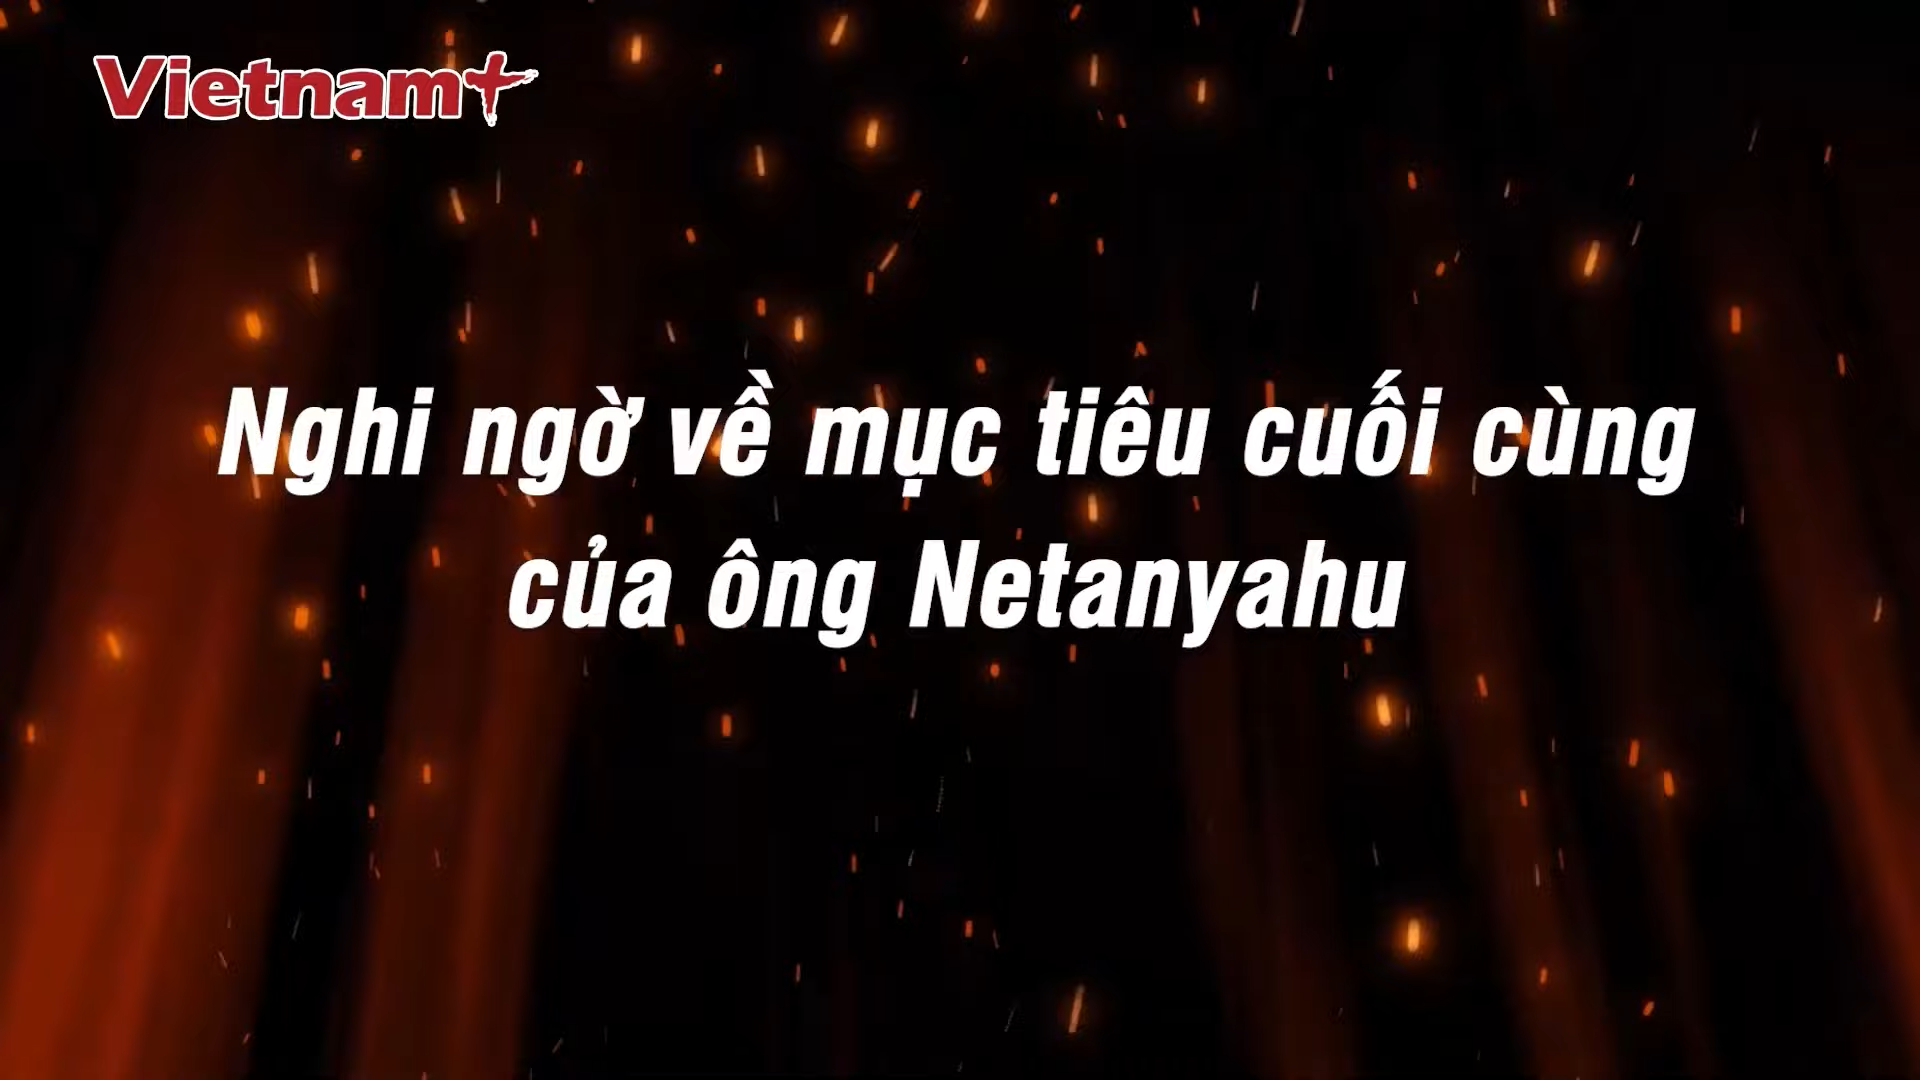 Vietnam+
Nghi ngờ về mục tiêu cuối cùng
của ông Netanyahu